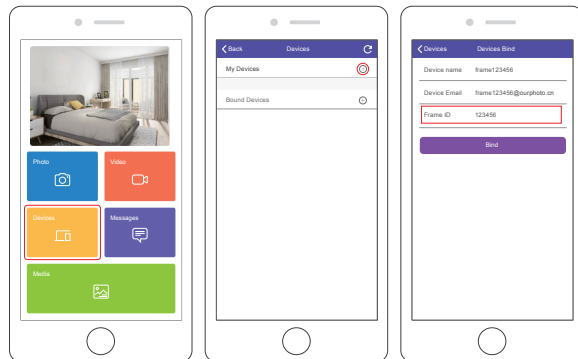 Photo
Video
Devices
Messages
Media
Back
Devices
My Devices
Bound Devices
Devices
Devices Bind
Device name
frame123456
Device Email
frame123456@ourphoto.cn
Frame ID
123456
Bind